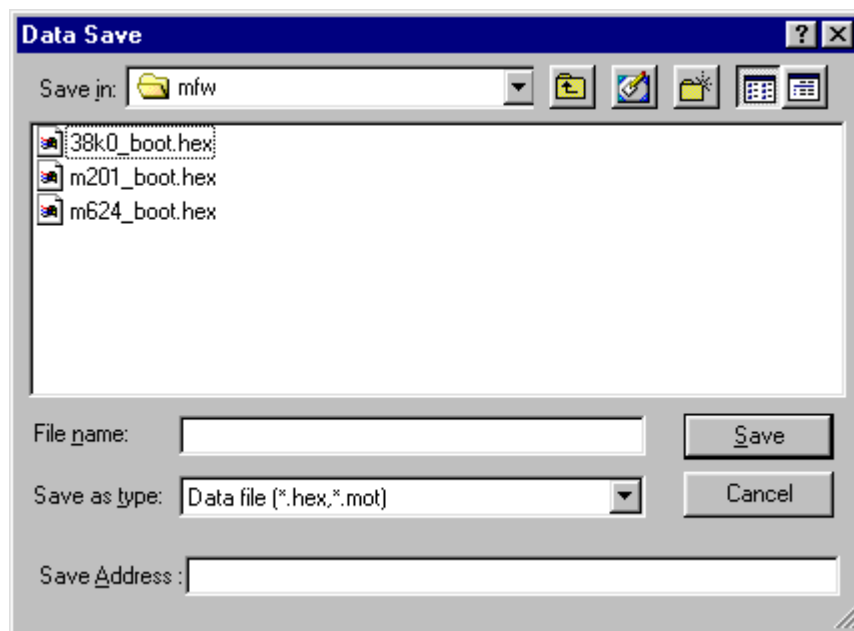 Data Save
Save in: mfw
38k0_boot.hex
m201_boot.hex
m624_boot.hex
File name: Save
Save as type: Data file (*.hex,*.mot) Cancel
Save Address :